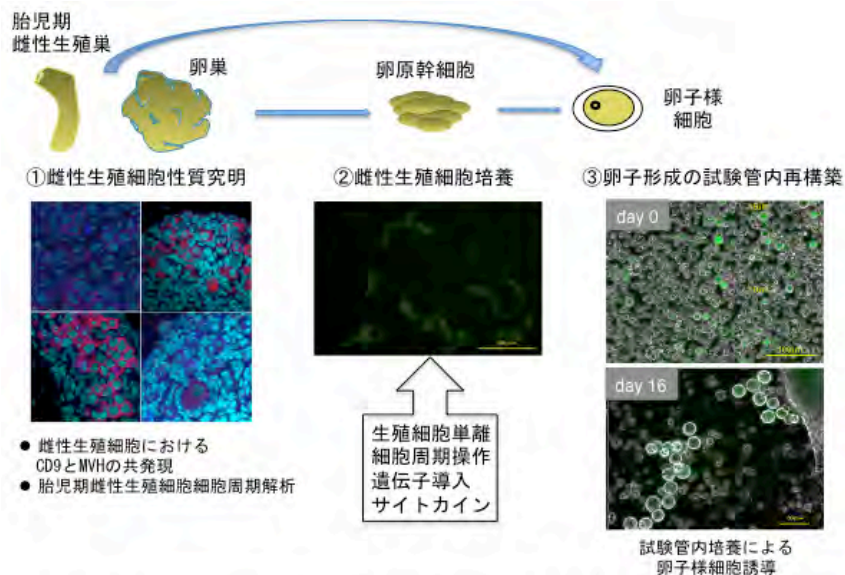 胎児期
雌性生殖巣
卵巣
卵原幹細胞
卵子様
細胞
①雌性生殖細胞性質究明
②雌性生殖細胞培養
③卵子形成の試験管内再構築
day 0
day 16
生殖細胞単離
細胞周期操作
遺伝子導入
サイトカイン
● 雌性生殖細胞における
CD9とMVHの共発現
● 胎児期雌性生殖細胞細胞周期解析
試験管内培養による
卵子様細胞誘導